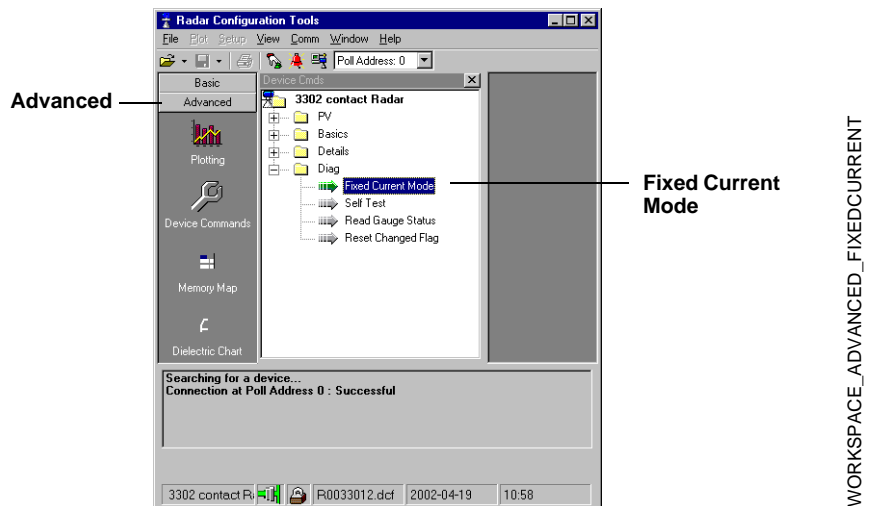 Radar Configuration Tools
File Plot Setup View Comm Window Help
Poll Address: 0
Basic
Advanced
Plotting
Device Commands
Memory Map
Dielectric Chart
Device Cmds
3302 contact Radar
PV
Basics
Details
Diag
Fixed Current Mode
Self Test
Read Gauge Status
Reset Changed Flag
Searching for a device...
Connection at Poll Address 0 : Successful
3302 contact R
R0033012.dcf
2002-04-19
10:58
Advanced
Fixed Current
Mode
WORKSPACE_ADVANCED_FIXEDCURRENT